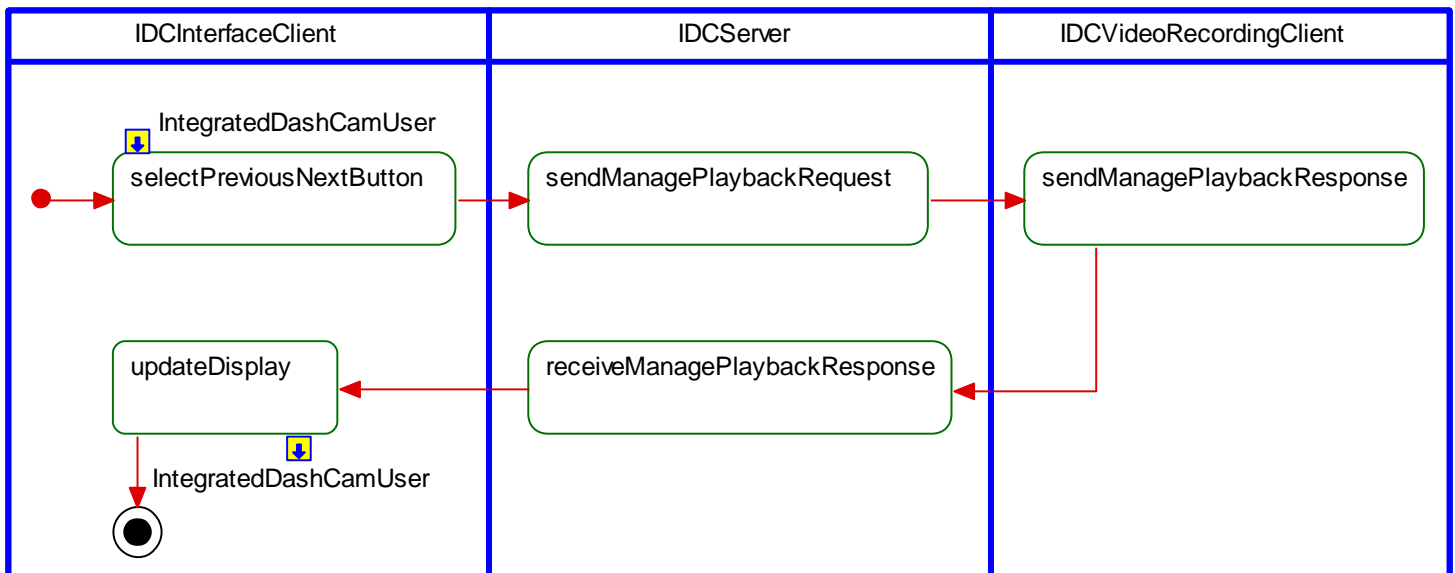 IDCInterfaceClient
IDCServer
IDCVideoRecordingClient
IntegratedDashCamUser
selectPreviousNextButton
sendManagePlaybackRequest
sendManagePlaybackResponse
updateDisplay
receiveManagePlaybackResponse
IntegratedDashCamUser